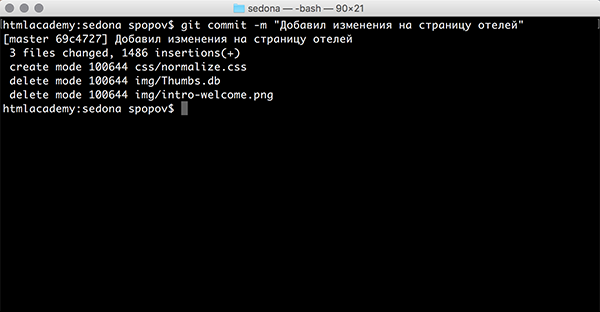 sedona — -bash — 90×21
htmlacademy:sedona spopov$ git commit -m "Добавил изменения на страницу отелей"
[master 69c4727] Добавил изменения на страницу отелей
 3 files changed, 1486 insertions(+)
 create mode 100644 css/normalize.css
 delete mode 100644 img/Thumbs.db
 delete mode 100644 img/intro-welcome.png
htmlacademy:sedona spopov$